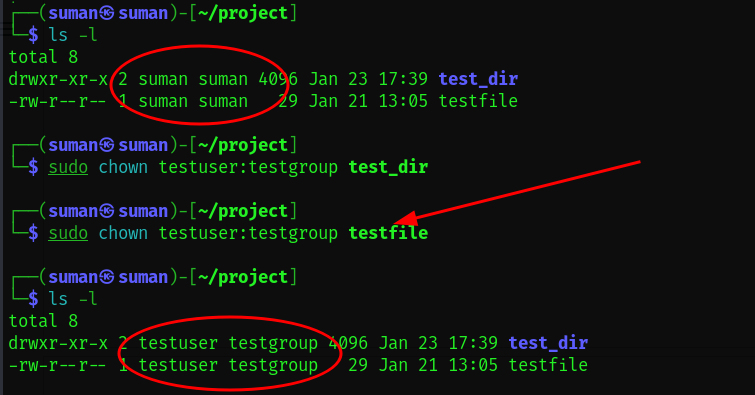 ┌──(suman㉿suman)-[~/project]
└─$ ls -l
total 8
drwxr-xr-x 2 suman suman 4096 Jan 23 17:39 test_dir
-rw-r--r-- 1 suman suman   29 Jan 21 13:05 testfile
┌──(suman㉿suman)-[~/project]
└─$ sudo chown testuser:testgroup test_dir
┌──(suman㉿suman)-[~/project]
└─$ sudo chown testuser:testgroup testfile
┌──(suman㉿suman)-[~/project]
└─$ ls -l
total 8
drwxr-xr-x 2 testuser testgroup 4096 Jan 23 17:39 test_dir
-rw-r--r-- 1 testuser testgroup   29 Jan 21 13:05 testfile